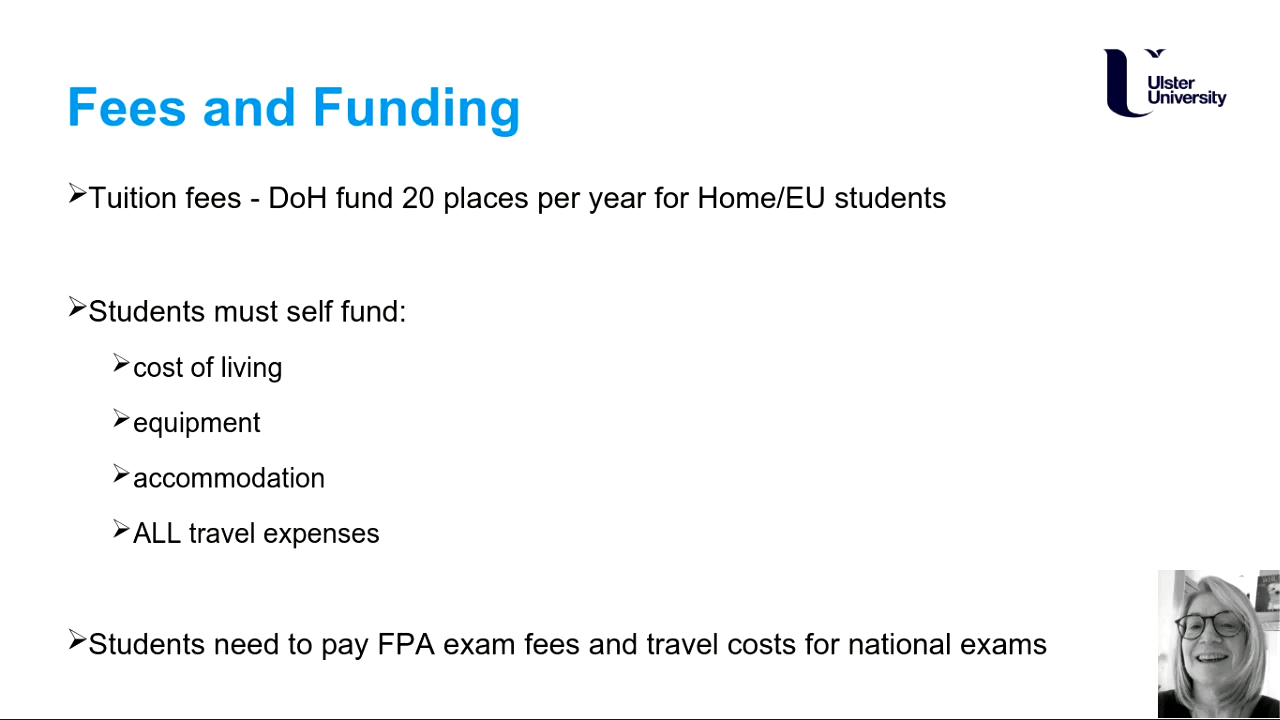 Fees and Funding
Ulster
University
Tuition fees - DoH fund 20 places per year for Home/EU students
Students must self fund:
cost of living
equipment
accommodation
ALL travel expenses
Students need to pay FPA exam fees and travel costs for national exams